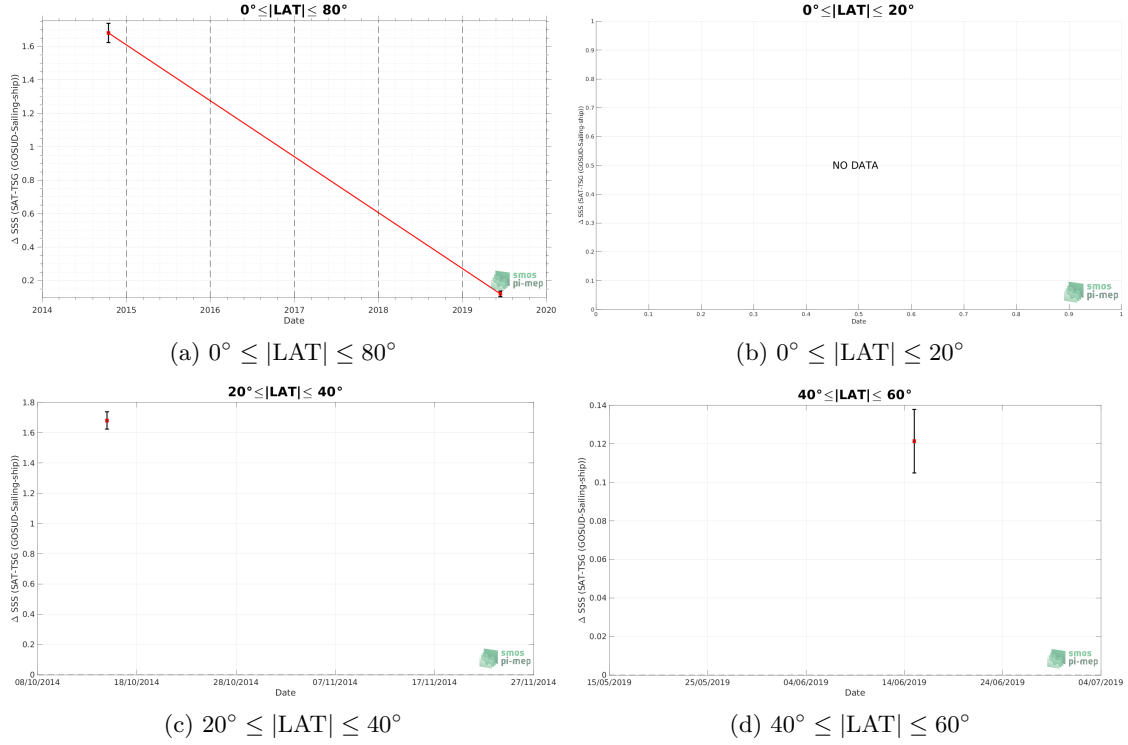 0°≤|LAT|≤ 80°
Δ SSS (SAT-TSG (GOSUD-Sailing-ship))
1.6
1.4
1.2
1
0.8
0.6
0.4
0.2
2014 2015 2016 2017 2018 2019 2020
Date
smos
pi-mep
(a) 0° ≤ |LAT| ≤ 80°
0°≤|LAT|≤ 20°
Δ SSS (SAT-TSG (GOSUD-Sailing-ship))
1
0.9
0.8
0.7
0.6
0.5
0.4
0.3
0.2
0.1
0
NO DATA
0 0.1 0.2 0.3 0.4 0.5 0.6 0.7 0.8 0.9 1
Date
smos
pi-mep
(b) 0° ≤ |LAT| ≤ 20°
20°≤|LAT|≤ 40°
Δ SSS (SAT-TSG (GOSUD-Sailing-ship))
1.8
1.6
1.4
1.2
1
0.8
0.6
0.4
0.2
0
08/10/2014 18/10/2014 28/10/2014 07/11/2014 17/11/2014 27/11/2014
Date
smos
pi-mep
(c) 20° ≤ |LAT| ≤ 40°
40°≤|LAT|≤ 60°
Δ SSS (SAT-TSG (GOSUD-Sailing-ship))
0.14
0.12
0.1
0.08
0.06
0.04
0.02
0
15/05/2019 25/05/2019 04/06/2019 14/06/2019 24/06/2019 04/07/2019
Date
smos
pi-mep
(d) 40° ≤ |LAT| ≤ 60°